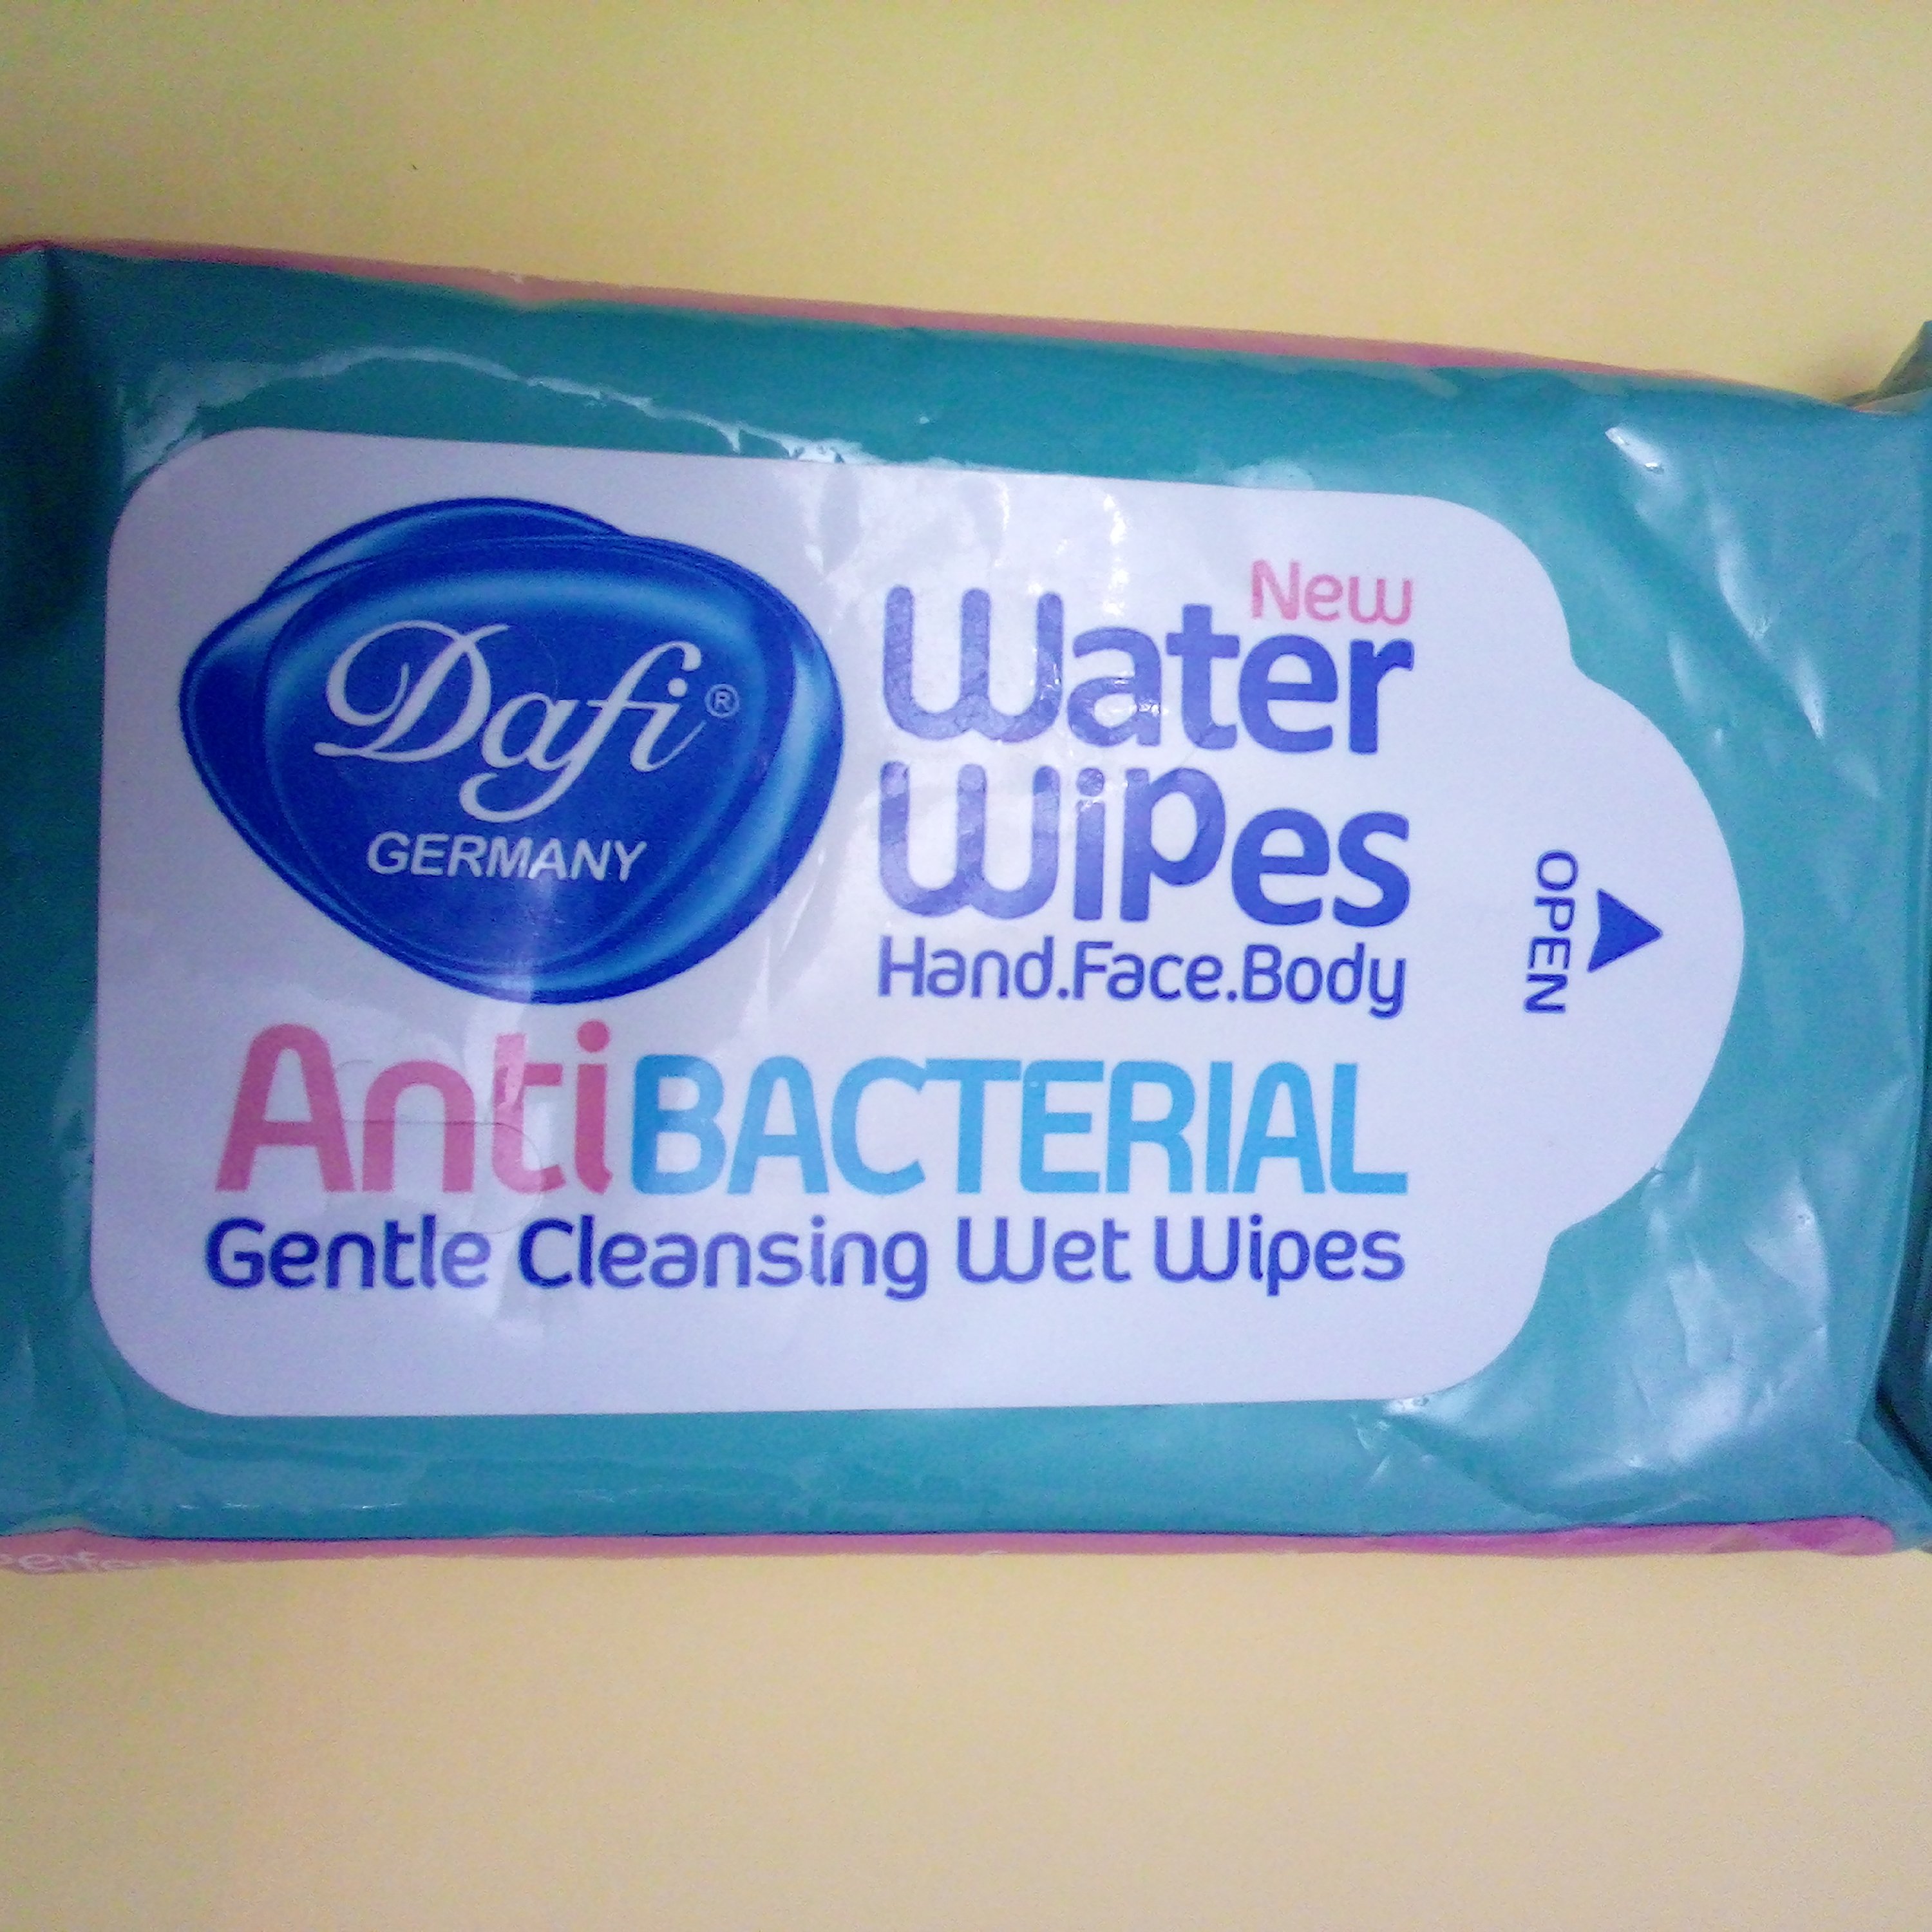 Dafi®
GERMANY
New
Water
Wipes
Hand.Face.Body
OPEN
AntiBACTERIAL
Gentle Cleansing Wet Wipes